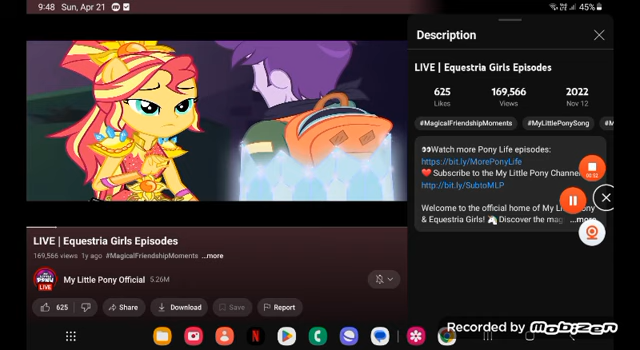 9:48 Sun, Apr 21
45%
Description
LIVE | Equestria Girls Episodes
625 169,566 2022
Likes Views Nov 12
#MagicalFriendshipMoments #MyLittlePonySong
👀Watch more Pony Life episodes:
https://bit.ly/MorePonyLife
❤️ Subscribe to the My Little Pony Channel
http://bit.ly/SubtoMLP
00:52
Welcome to the official home of My
& Equestria Girls! 🦄 Discover the ...more
LIVE | Equestria Girls Episodes
169,566 views 1y ago #MagicalFriendshipMoments ...more
LIVE
My Little Pony Official 5.26M
625 Share Download Save Report
Recorded by Mobizen